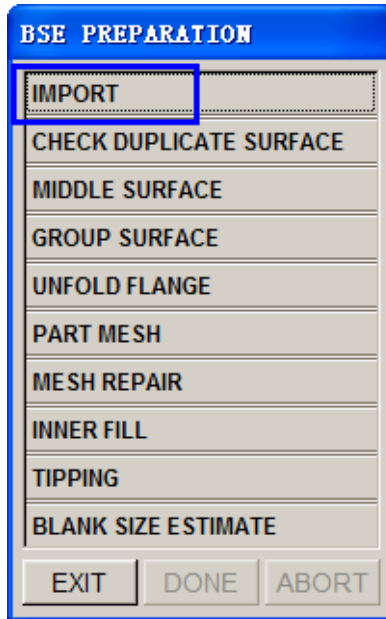 BSE PREPARATION
IMPORT
CHECK DUPLICATE SURFACE
MIDDLE SURFACE
GROUP SURFACE
UNFOLD FLANGE
PART MESH
MESH REPAIR
INNER FILL
TIPPING
BLANK SIZE ESTIMATE
EXIT DONE ABORT